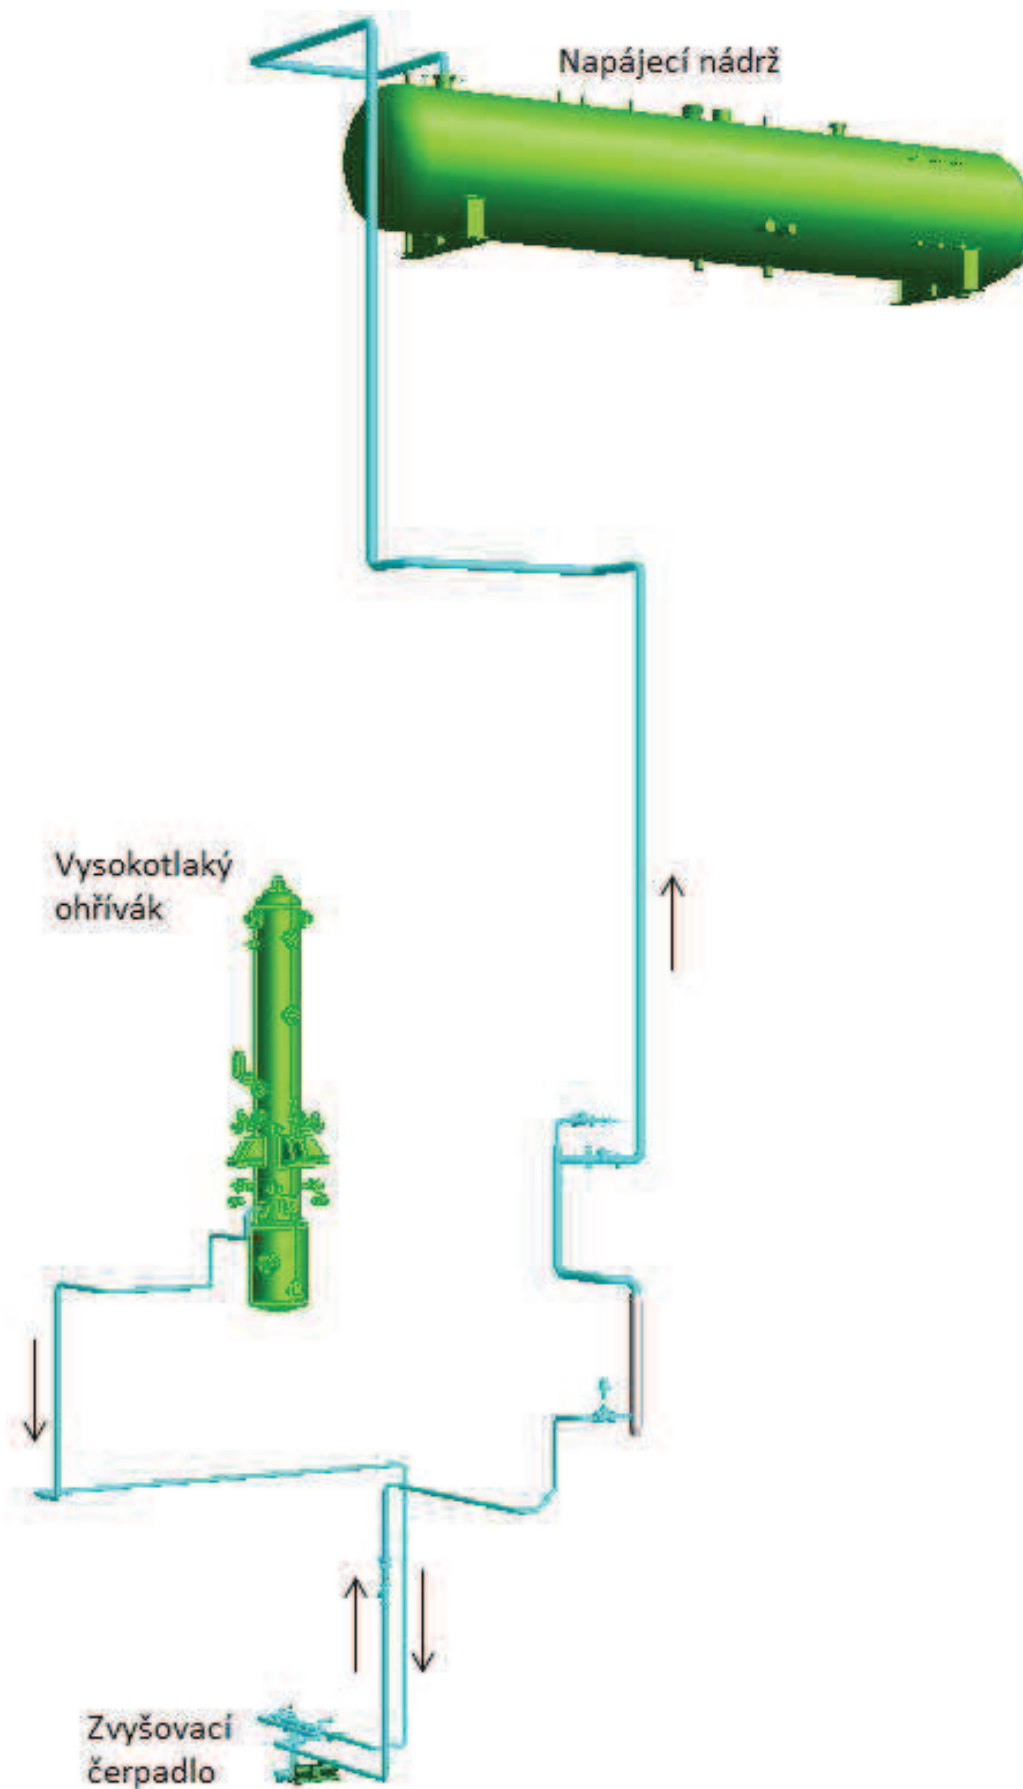 Napájecí nádrž
Vysokotlaký
ohřívák
Zvyšovací
čerpadlo